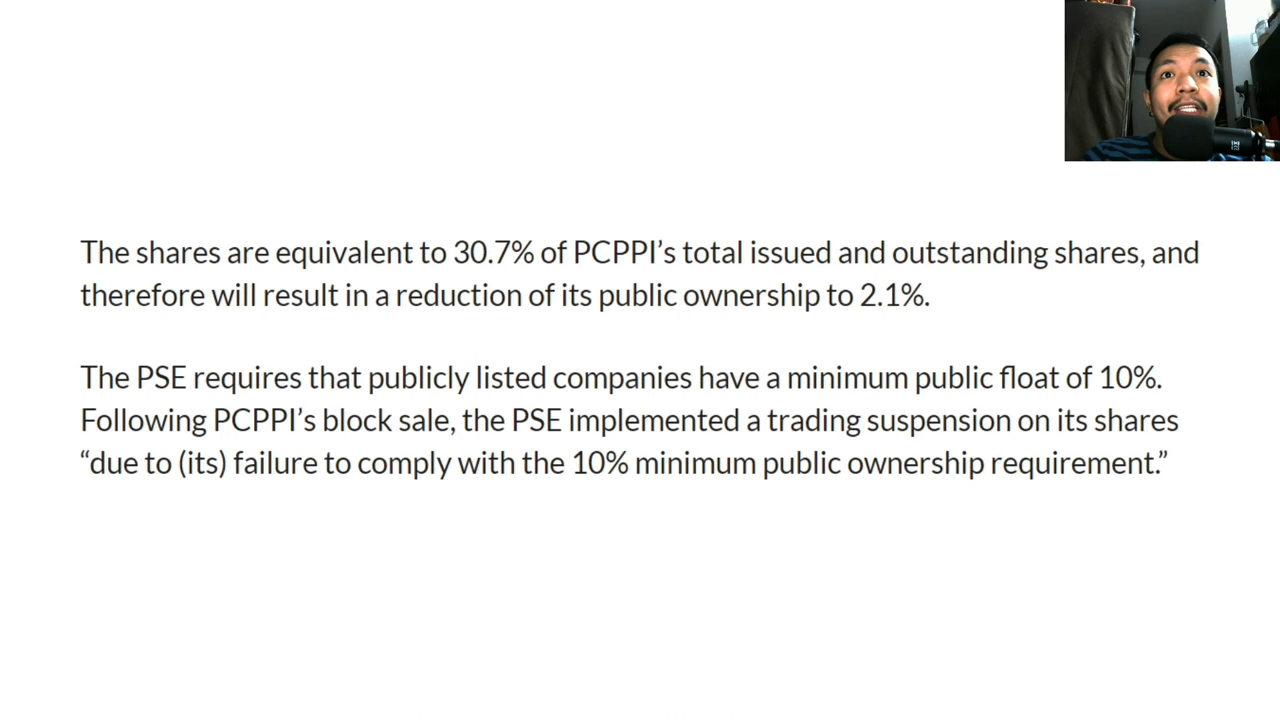 The shares are equivalent to 30.7% of PCPPI’s total issued and outstanding shares, and
therefore will result in a reduction of its public ownership to 2.1%.
The PSE requires that publicly listed companies have a minimum public float of 10%.
Following PCPPI’s block sale, the PSE implemented a trading suspension on its shares
“due to (its) failure to comply with the 10% minimum public ownership requirement.”